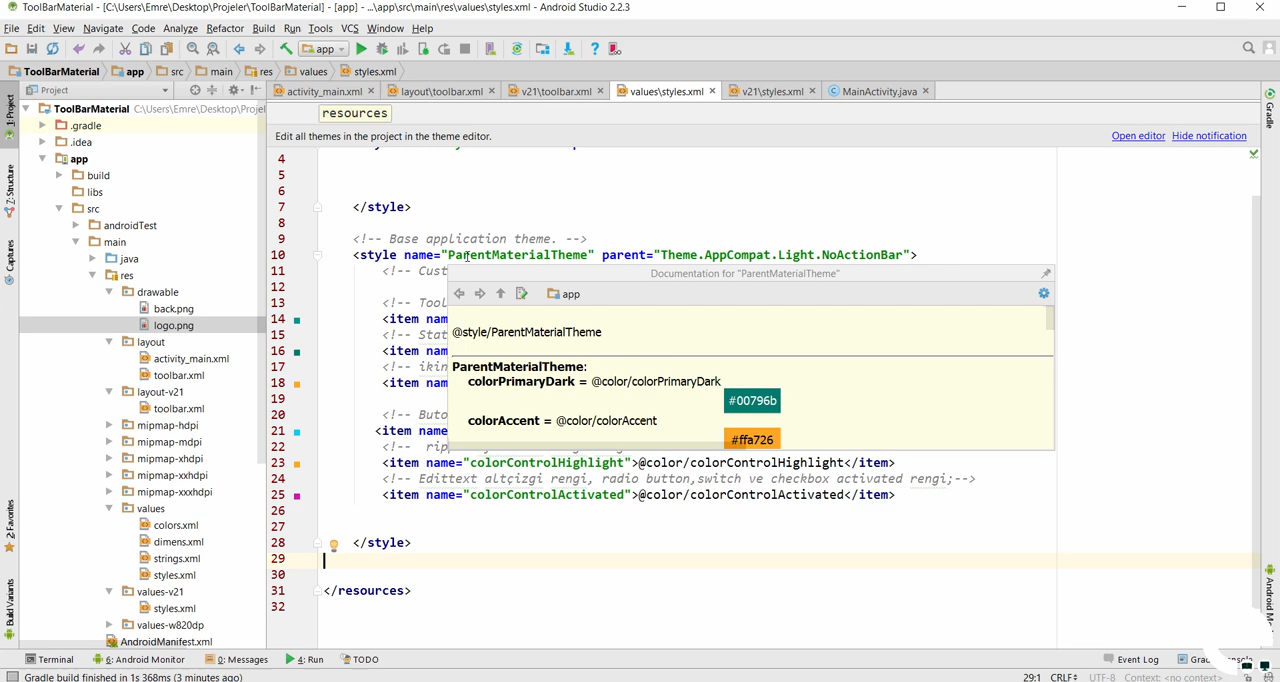 ToolBarMaterial - [C:\Users\Emre\Desktop\Projeler\ToolBarMaterial] - [app] - ...\app\src\main\res\values\styles.xml - Android Studio 2.2.3
File Edit View Navigate Code Analyze Refactor Build Run Tools VCS Window Help
app
ToolBarMaterial app src main res values styles.xml
Project
activity_main.xml layout\toolbar.xml v21\toolbar.xml values\styles.xml v21\styles.xml MainActivity.java
resources
Edit all themes in the project in the theme editor. Open editor Hide notification
1: Project
Z: Structure
Captures
2: Favorites
Build Variants
ToolBarMaterial C:\Users\Emre\Desktop\Projel
.gradle
.idea
app
build
libs
src
androidTest
main
java
res
drawable
back.png
logo.png
layout
activity_main.xml
toolbar.xml
layout-v21
toolbar.xml
mipmap-hdpi
mipmap-mdpi
mipmap-xhdpi
mipmap-xxhdpi
mipmap-xxxhdpi
values
colors.xml
dimens.xml
strings.xml
styles.xml
values-v21
styles.xml
values-w820dp
AndroidManifest.xml
4
5
6
7 </style>
8
9 <!-- Base application theme. -->
10 <style name="ParentMaterialTheme" parent="Theme.AppCompat.Light.NoActionBar">
11 <!-- Cust
12
13 <!-- Tool
14 <item nam
15 <!-- Stat
16 <item nam
17 <!-- ikin
18 <item nam
19
20 <!-- Buto
21 <item name
22 <!--
23 <item name="colorControlHighlight">@color/colorControlHighlight</item>
24 <!-- Edittext altçizgi rengi, radio button,switch ve checkbox activated rengi;-->
25 <item name="colorControlActivated">@color/colorControlActivated</item>
26
27
28 </style>
29
30
31 </resources>
32
Documentation for "ParentMaterialTheme"
app
@style/ParentMaterialTheme
ParentMaterialTheme:
colorPrimaryDark = @color/colorPrimaryDark
#00796b
colorAccent = @color/colorAccent
#ffa726
Gradle
Terminal 6: Android Monitor 0: Messages 4: Run TODO Event Log
Gradle build finished in 1s 368ms (3 minutes ago) 29:1 CRLF UTF-8 Context: <no context>